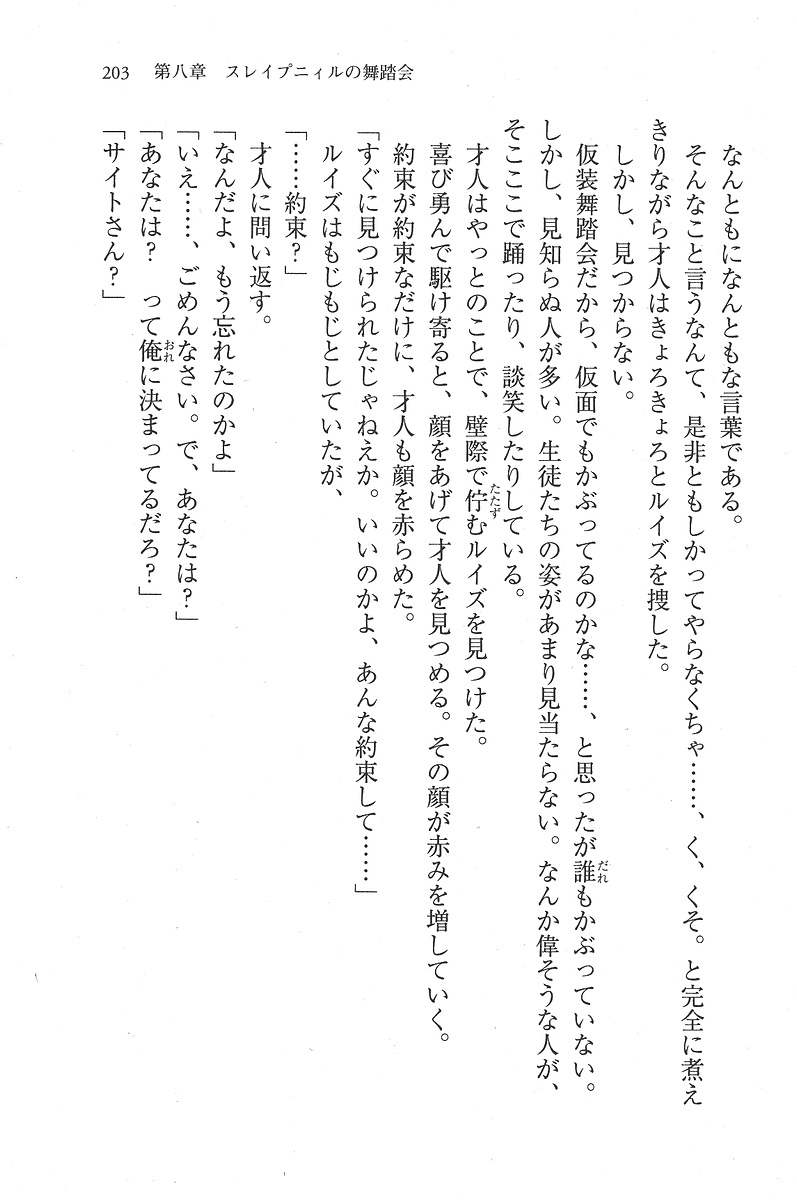 203 第八章 スレイプニィルの舞踏会
なんともになんともな言葉である。
そんなこと言うなんて、是非ともしかってやらなくちゃ……、く、くそ。と完全に煮え
きりながら才人はきょろきょろとルイズを捜した。
しかし、見つからない。
仮装舞踏会だから、仮面でもかぶってるのかな……、と思ったが誰もかぶっていない。
しかし、見知らぬ人が多い。生徒たちの姿があまり見当たらない。なんか偉そうな人が、
そこここで踊ったり、談笑したりしている。
才人はやっとのことで、壁際で佇むルイズを見つけた。
喜び勇んで駆け寄ると、顔をあげて才人を見つめる。その顔が赤みを増していく。
約束が約束なだけに、才人も顔を赤らめた。
「すぐに見つけられたじゃねえか。いいのかよ、あんな約束して……」
ルイズはもじもじとしていたが、
「……約束?」
才人に問い返す。
「なんだよ、もう忘れたのかよ」
「いえ……、ごめんなさい。で、あなたは?」
「あなたは? って俺に決まってるだろ?」
「サイトさん?」